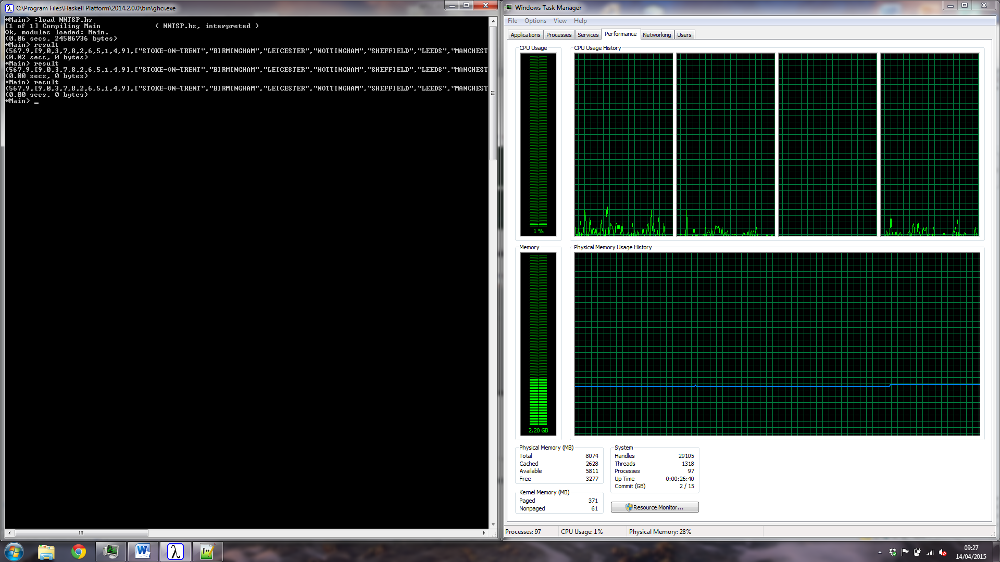 C:\Program Files\Haskell Platform\2014.2.0.0\bin\ghci.exe
*Main> :load NNTSP.hs
[1 of 1] Compiling Main             ( NNTSP.hs, interpreted )
Ok, modules loaded: Main.
(0.06 secs, 24506736 bytes)
*Main> result
(567.9,[9,0,3,7,8,2,6,5,1,4,9],["STOKE-ON-TRENT","BIRMINGHAM","LEICESTER","NOTTINGHAM","SHEFFIELD","LEEDS","MANCHEST
(0.02 secs, 0 bytes)
*Main> result
(567.9,[9,0,3,7,8,2,6,5,1,4,9],["STOKE-ON-TRENT","BIRMINGHAM","LEICESTER","NOTTINGHAM","SHEFFIELD","LEEDS","MANCHEST
(0.00 secs, 0 bytes)
*Main> result
(567.9,[9,0,3,7,8,2,6,5,1,4,9],["STOKE-ON-TRENT","BIRMINGHAM","LEICESTER","NOTTINGHAM","SHEFFIELD","LEEDS","MANCHEST
(0.00 secs, 0 bytes)
*Main> _
Windows Task Manager
File Options View Help
Applications Processes Services Performance Networking Users
CPU Usage
1 %
CPU Usage History
Memory
2.20 GB
Physical Memory Usage History
Physical Memory (MB)
Total 8074
Cached 2628
Available 5811
Free 3277
Kernel Memory (MB)
Paged 371
Nonpaged 61
System
Handles 29105
Threads 1318
Processes 97
Up Time 0:00:26:40
Commit (GB) 2 / 15
Resource Monitor...
Processes: 97 CPU Usage: 1% Physical Memory: 28%
09:27
14/04/2015